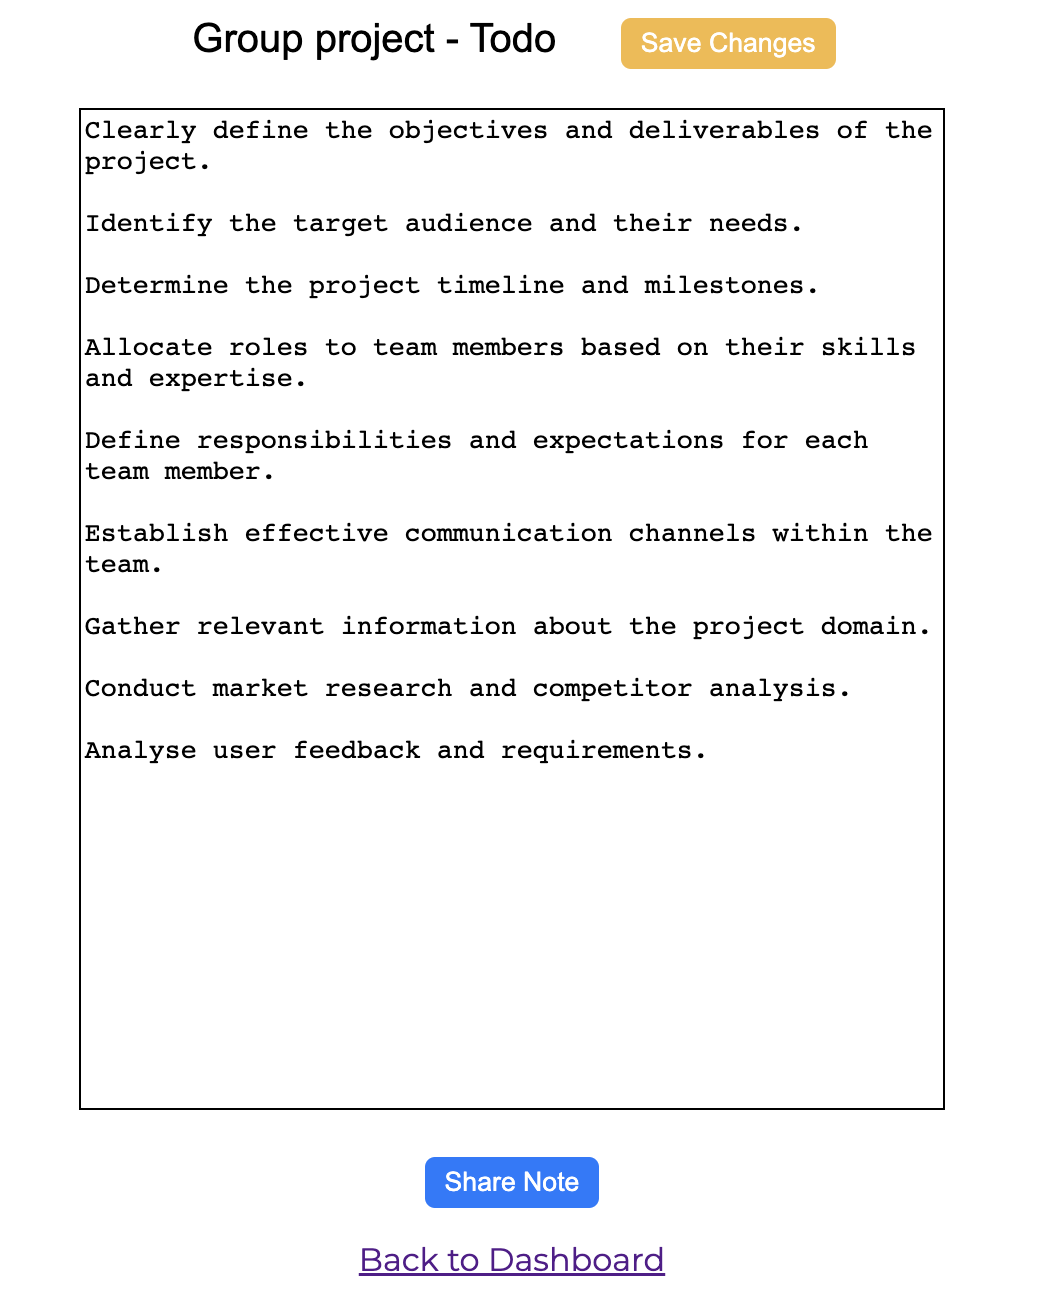 Group project - Todo
Save Changes
Clearly define the objectives and deliverables of the
project.
Identify the target audience and their needs.
Determine the project timeline and milestones.
Allocate roles to team members based on their skills
and expertise.
Define responsibilities and expectations for each
team member.
Establish effective communication channels within the
team.
Gather relevant information about the project domain.
Conduct market research and competitor analysis.
Analyse user feedback and requirements.
Share Note
Back to Dashboard